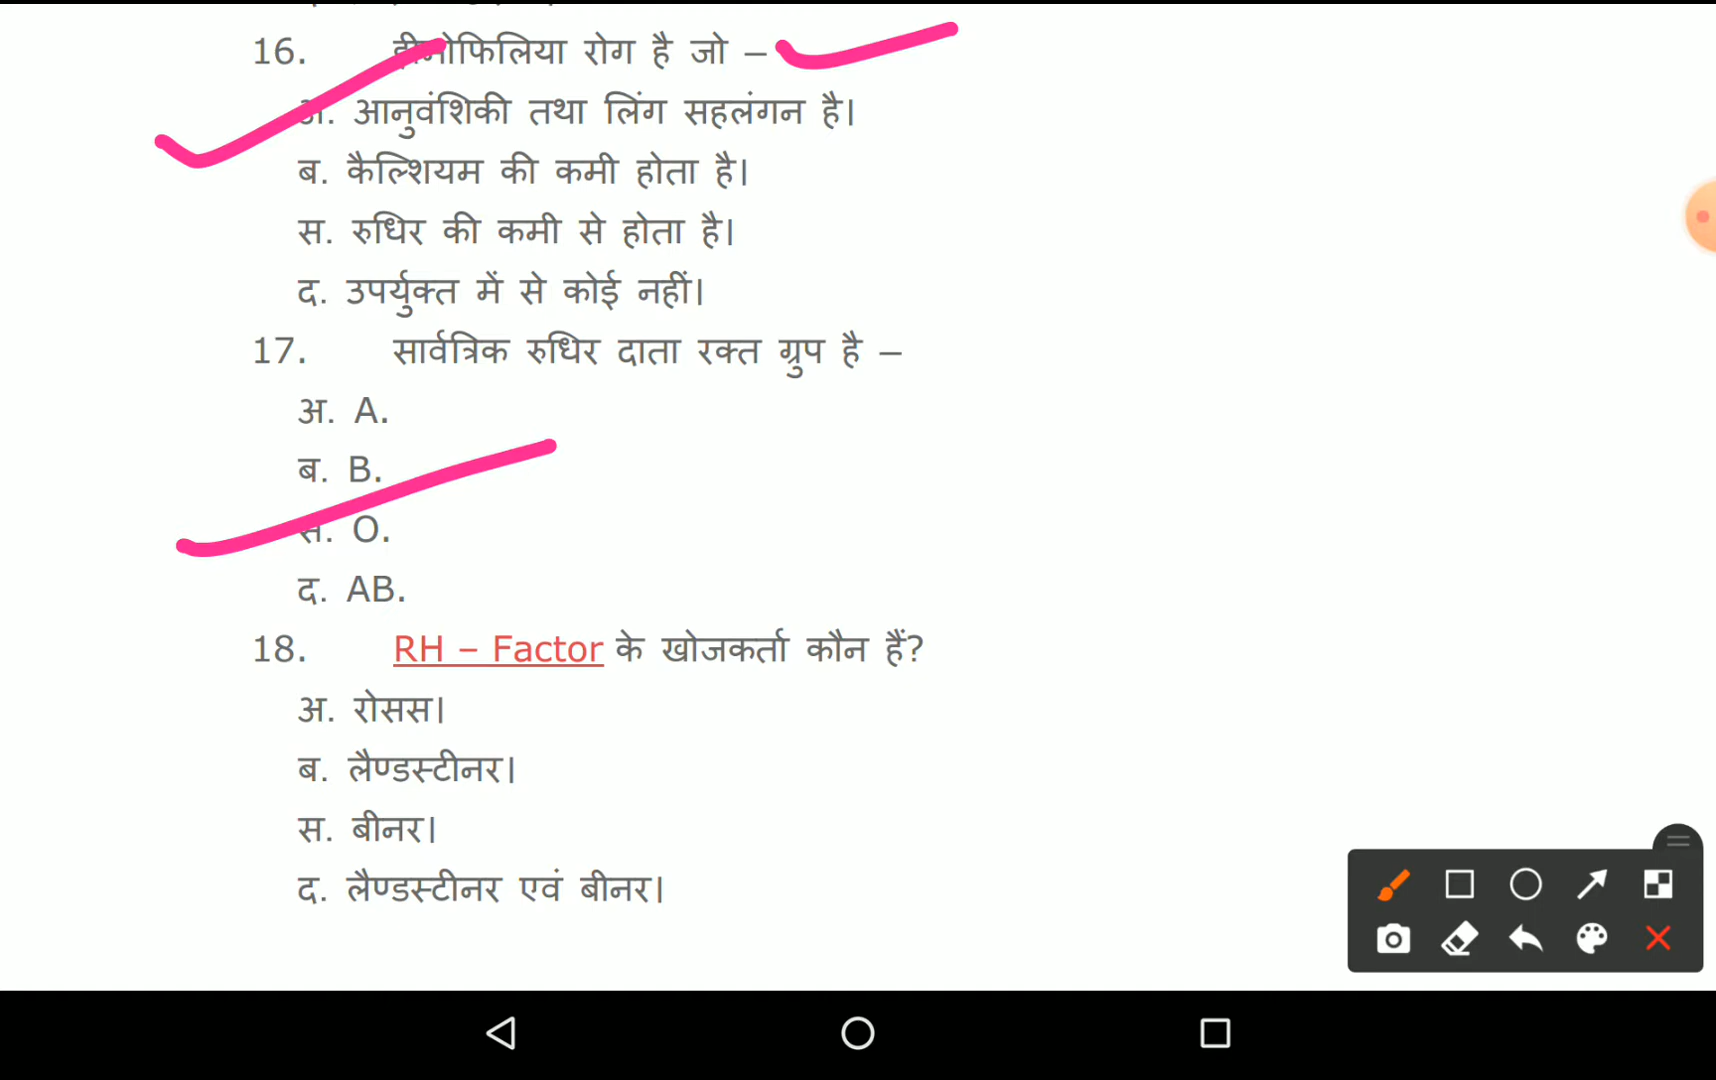 16. हीमोफिलिया रोग है जो –
अ. आनुवंशिकी तथा लिंग सहलंगन है।
ब. कैल्शियम की कमी होता है।
स. रुधिर की कमी से होता है।
द. उपर्युक्त में से कोई नहीं।
17. सार्वत्रिक रुधिर दाता रक्त ग्रुप है –
अ. A.
ब. B.
स. O.
द. AB.
18. RH – Factor के खोजकर्ता कौन हैं?
अ. रोसस।
ब. लैण्डस्टीनर।
स. बीनर।
द. लैण्डस्टीनर एवं बीनर।